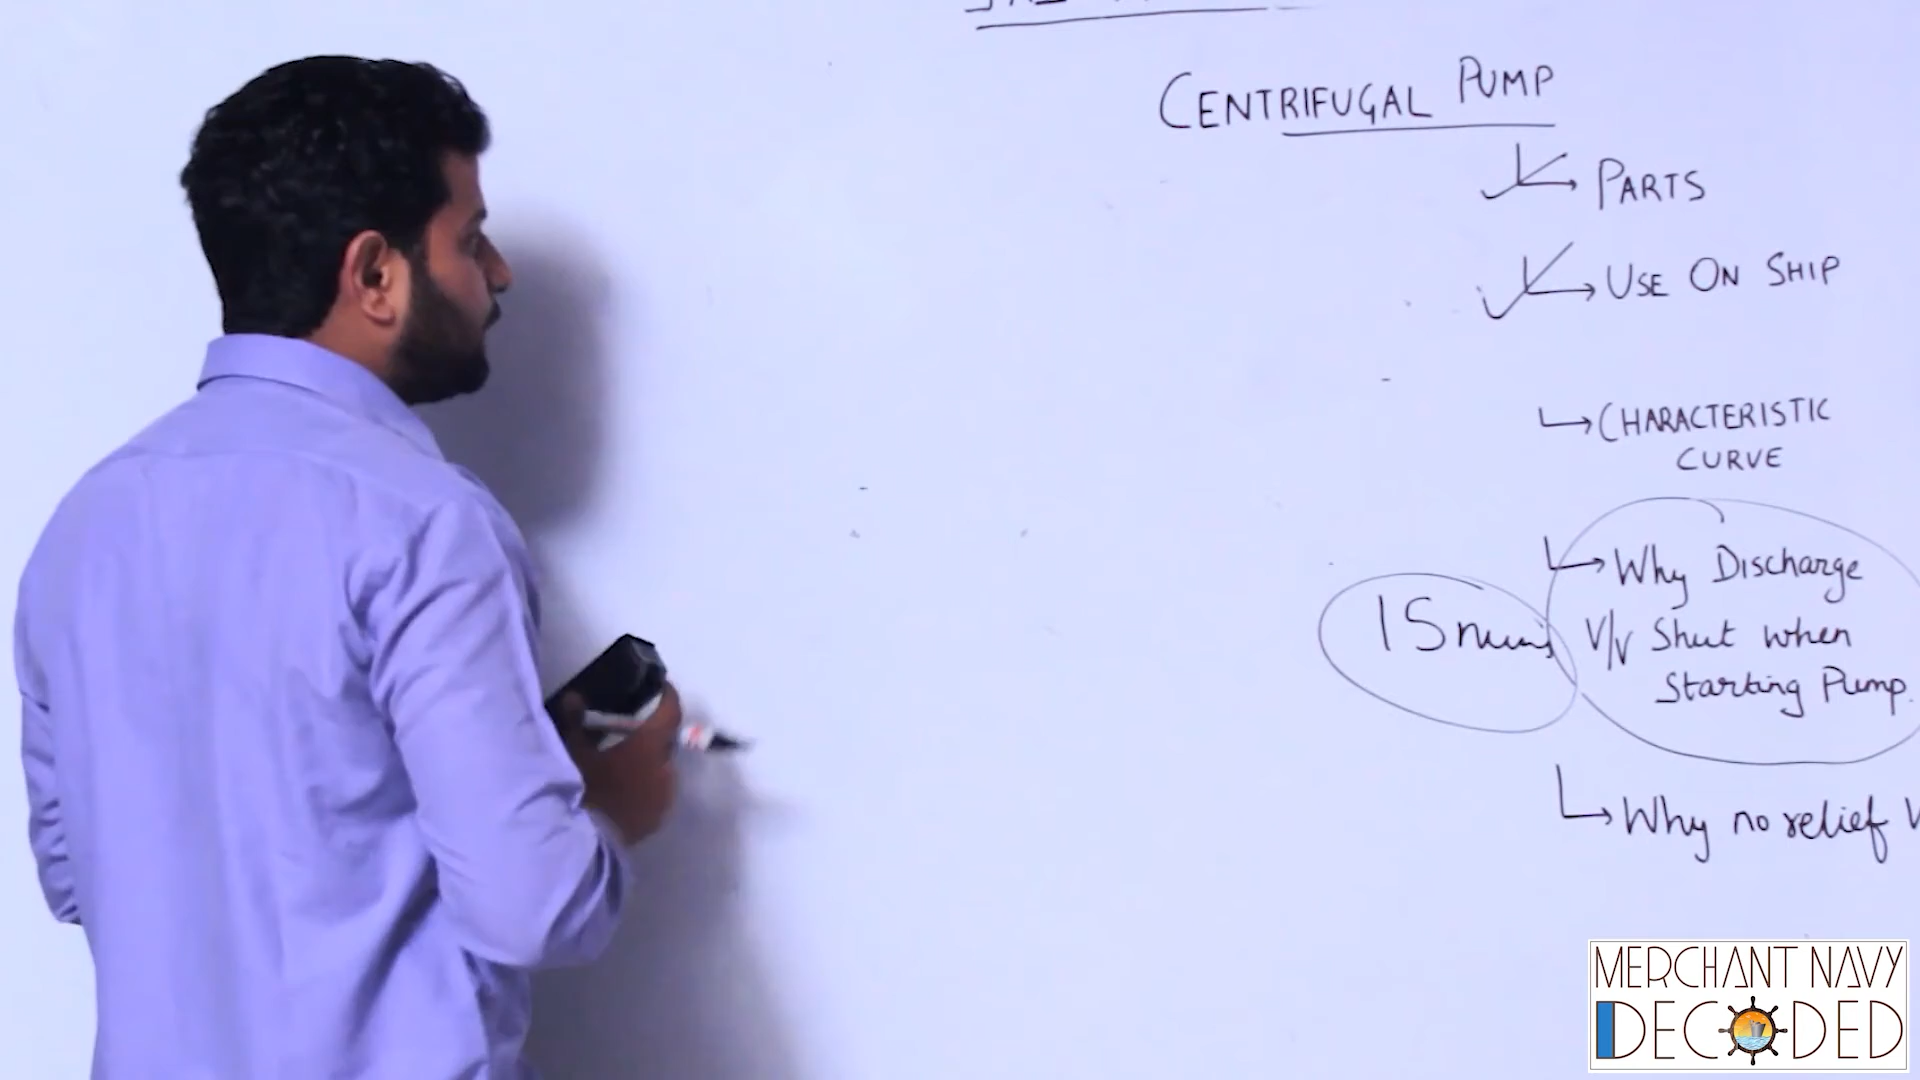 CENTRIFUGAL PUMP
PARTS
USE ON SHIP
CHARACTERISTIC
CURVE
Why Discharge
V/V Shut when
Starting Pump.
15 mins
Why no relief V
MERCHANT NAVY
DECODED